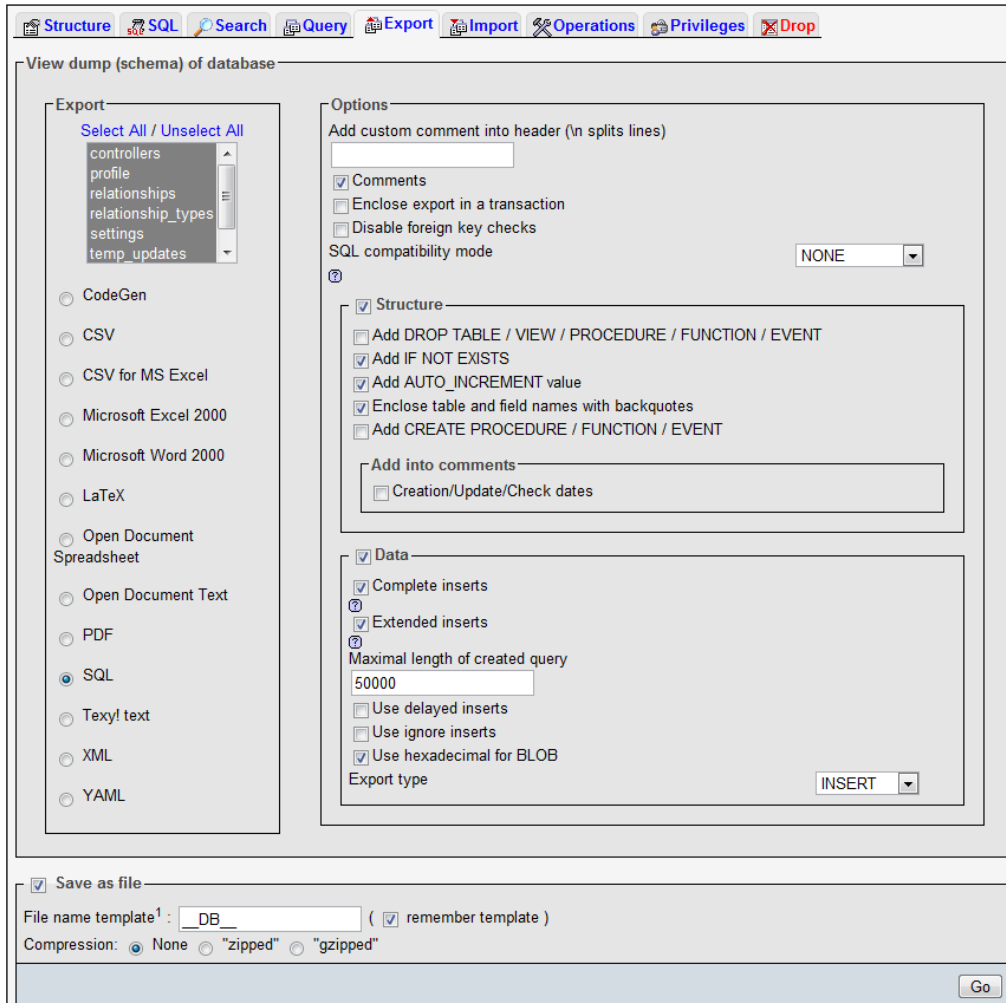 Structure SQL Search Query Export Import Operations Privileges Drop
View dump (schema) of database
Export
Select All / Unselect All
controllers
profile
relationships
relationship_types
settings
temp_updates
CodeGen
CSV
CSV for MS Excel
Microsoft Excel 2000
Microsoft Word 2000
LaTeX
Open Document
Spreadsheet
Open Document Text
PDF
SQL
Texy! text
XML
YAML
Options
Add custom comment into header (\n splits lines)
Comments
Enclose export in a transaction
Disable foreign key checks
SQL compatibility mode NONE
Structure
Add DROP TABLE / VIEW / PROCEDURE / FUNCTION / EVENT
Add IF NOT EXISTS
Add AUTO_INCREMENT value
Enclose table and field names with backquotes
Add CREATE PROCEDURE / FUNCTION / EVENT
Add into comments
Creation/Update/Check dates
Data
Complete inserts
Extended inserts
Maximal length of created query
50000
Use delayed inserts
Use ignore inserts
Use hexadecimal for BLOB
Export type INSERT
Save as file
File name template1 : __DB__ ( remember template )
Compression: None "zipped" "gzipped"
Go